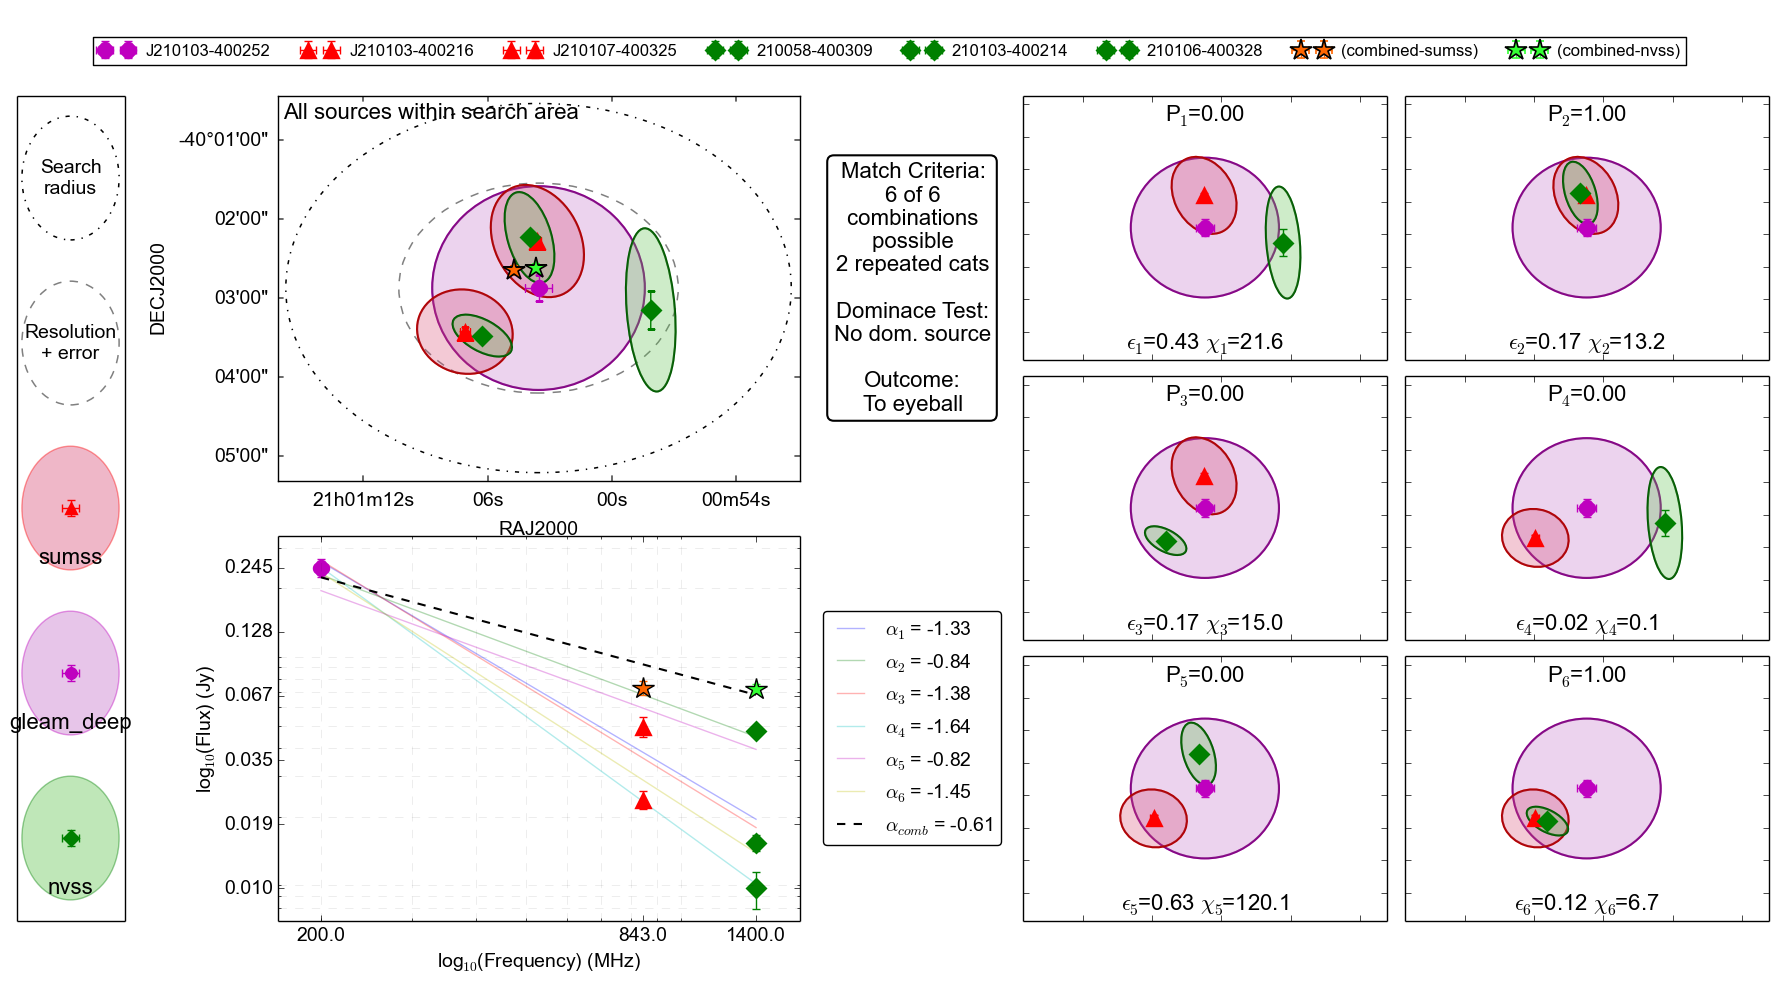 J210103-400252 J210103-400216 J210107-400325 210058-400309 210103-400214 210106-400328 (combined-sumss) (combined-nvss)
Search
radius
Resolution
+ error
sumss
gleam_deep
nvss
All sources within search area
DECJ2000
-40°01'00"
02'00"
03'00"
04'00"
05'00"
21h01m12s 06s 00s 00m54s
RAJ2000
Match Criteria:
6 of 6
combinations
possible
2 repeated cats
Dominace Test:
No dom. source
Outcome:
To eyeball
log10(Flux) (Jy)
0.245
0.128
0.067
0.035
0.019
0.010
200.0 843.0 1400.0
log10(Frequency) (MHz)
α1 = -1.33
α2 = -0.84
α3 = -1.38
α4 = -1.64
α5 = -0.82
α6 = -1.45
αcomb = -0.61
P1=0.00
ϵ1=0.43 χ1=21.6
P2=1.00
ϵ2=0.17 χ2=13.2
P3=0.00
ϵ3=0.17 χ3=15.0
P4=0.00
ϵ4=0.02 χ4=0.1
P5=0.00
ϵ5=0.63 χ5=120.1
P6=1.00
ϵ6=0.12 χ6=6.7